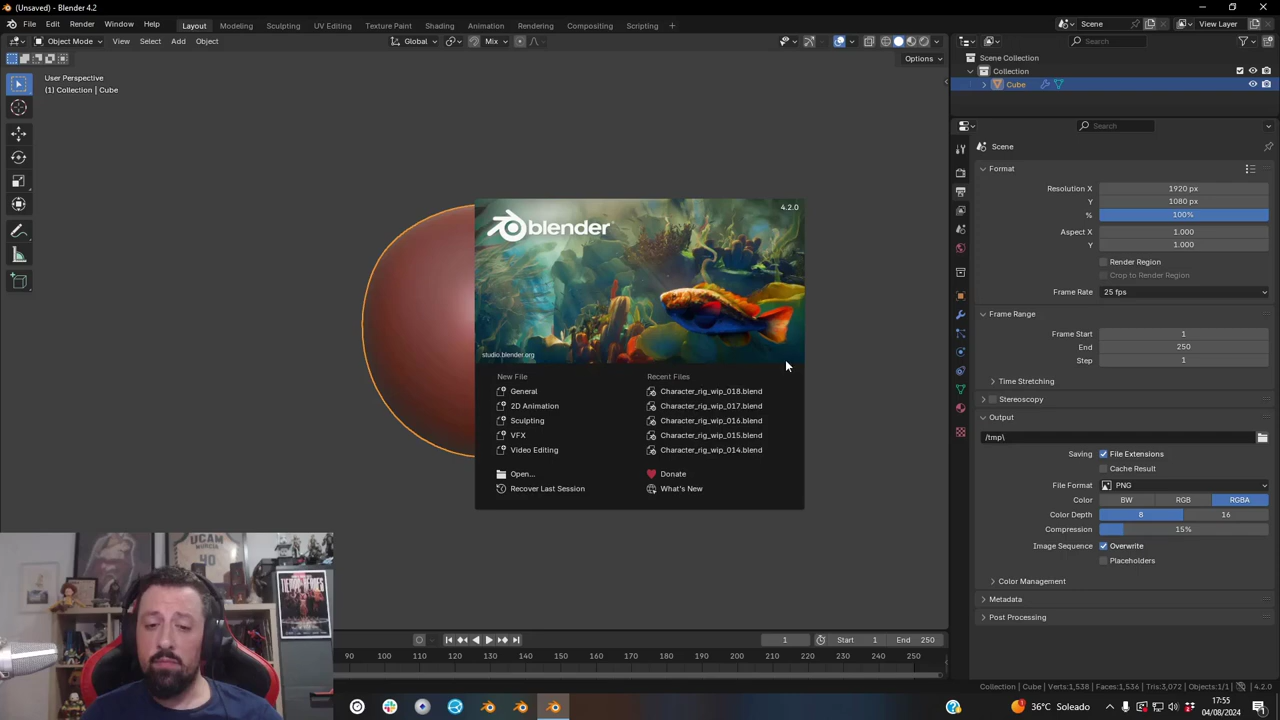 (Unsaved) - Blender 4.2
File Edit Render Window Help Layout Modeling Sculpting UV Editing Texture Paint Shading Animation Rendering Compositing Scripting + Scene View Layer
Object Mode View Select Add Object Global Mix Search
Options
User Perspective
(1) Collection | Cube
Scene Collection
Collection
Cube
Search
Scene
Format
Resolution X 1920 px
Y 1080 px
% 100%
Aspect X 1.000
Y 1.000
Render Region
Crop to Render Region
Frame Rate 25 fps
Frame Range
Frame Start 1
End 250
Step 1
Time Stretching
Stereoscopy
Output
/tmp\
Saving File Extensions
Cache Result
File Format PNG
Color BW RGB RGBA
Color Depth 8 16
Compression 15%
Image Sequence Overwrite
Placeholders
Color Management
Metadata
Post Processing
4.2.0
blender
studio.blender.org
New File
General
2D Animation
Sculpting
VFX
Video Editing
Open...
Recover Last Session
Recent Files
Character_rig_wip_018.blend
Character_rig_wip_017.blend
Character_rig_wip_016.blend
Character_rig_wip_015.blend
Character_rig_wip_014.blend
Donate
What's New
UCAM
MURCIA
40
1 Start 1 End 250
90 100 110 120 130 140 150 160 170 180 190 200 210 220 230 240 250
Collection | Cube | Verts:1,538 | Faces:1,536 | Tris:3,072 | Objects:1/1 4.2.0
36°C Soleado
17:55
04/08/2024